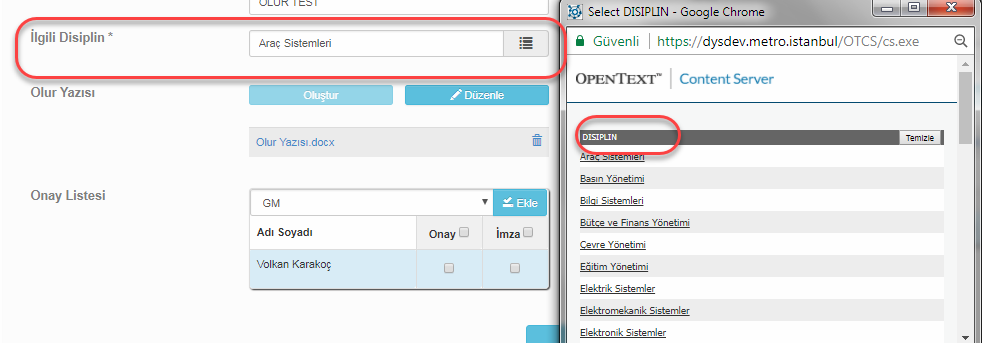 OLUR TEST
İlgili Disiplin *
Araç Sistemleri
Olur Yazısı
Oluştur
Düzenle
Olur Yazısı.docx
Onay Listesi
GM
Ekle
Adı Soyadı
Onay
İmza
Volkan Karakoç
Select DISIPLIN - Google Chrome
Güvenli
https://dysdev.metro.istanbul/OTCS/cs.exe
OPENTEXT™
Content Server
DISIPLIN
Temizle
Araç Sistemleri
Basın Yönetimi
Bilgi Sistemleri
Bütçe ve Finans Yönetimi
Çevre Yönetimi
Eğitim Yönetimi
Elektrik Sistemler
Elektromekanik Sistemler
Elektronik Sistemler